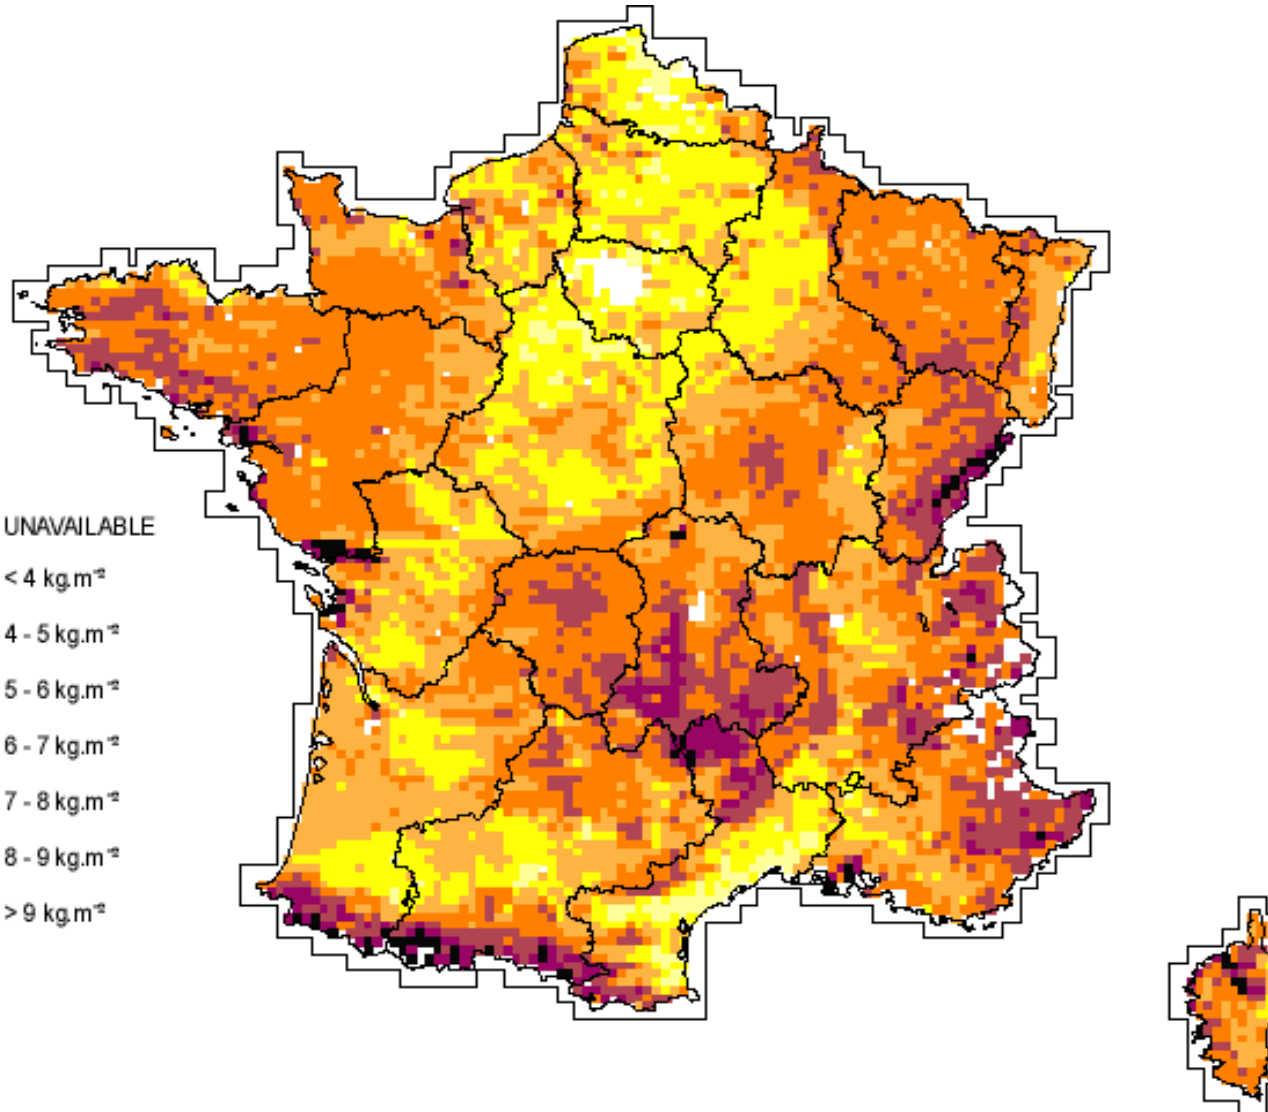 UNAVAILABLE
< 4 kg.m⁻²
4 - 5 kg.m⁻²
5 - 6 kg.m⁻²
6 - 7 kg.m⁻²
7 - 8 kg.m⁻²
8 - 9 kg.m⁻²
> 9 kg.m⁻²